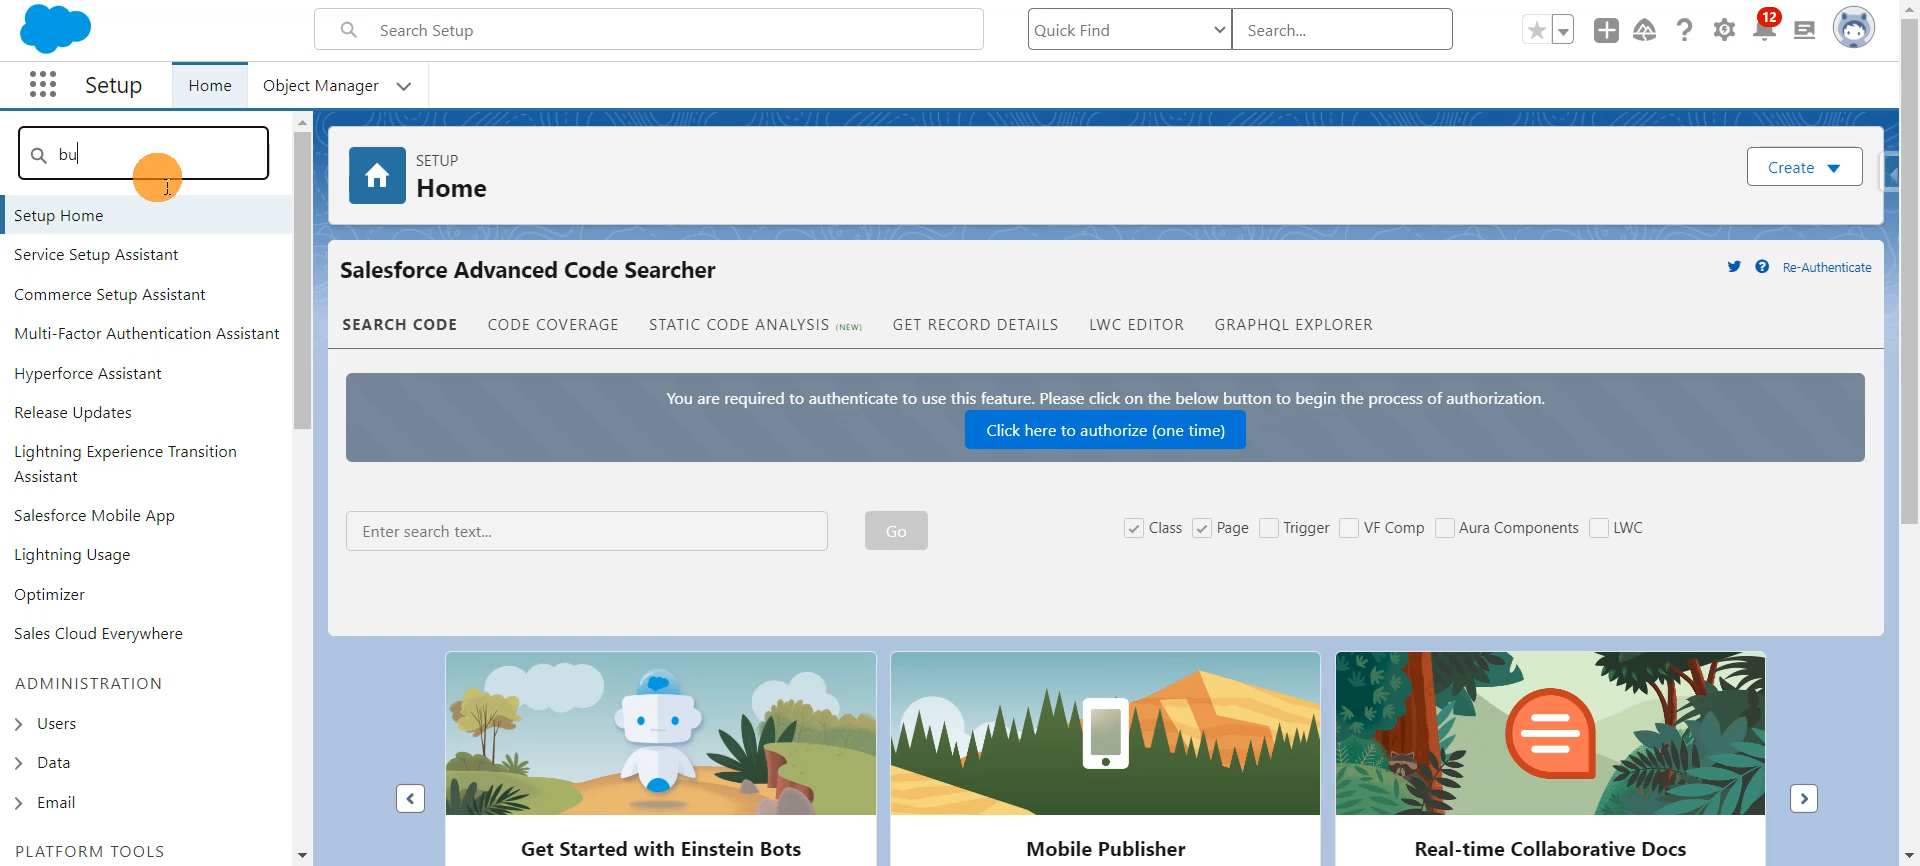 Search Setup
Quick Find
Search...
12
Setup
Home
Object Manager
bu
Setup Home
Service Setup Assistant
Commerce Setup Assistant
Multi-Factor Authentication Assistant
Hyperforce Assistant
Release Updates
Lightning Experience Transition
Assistant
Salesforce Mobile App
Lightning Usage
Optimizer
Sales Cloud Everywhere
ADMINISTRATION
Users
Data
Email
PLATFORM TOOLS
SETUP
Home
Create
Salesforce Advanced Code Searcher
Re-Authenticate
SEARCH CODE CODE COVERAGE STATIC CODE ANALYSIS (NEW) GET RECORD DETAILS LWC EDITOR GRAPHQL EXPLORER
You are required to authenticate to use this feature. Please click on the below button to begin the process of authorization.
Click here to authorize (one time)
Enter search text...
Go
Class Page Trigger VF Comp Aura Components LWC
Get Started with Einstein Bots
Mobile Publisher
Real-time Collaborative Docs